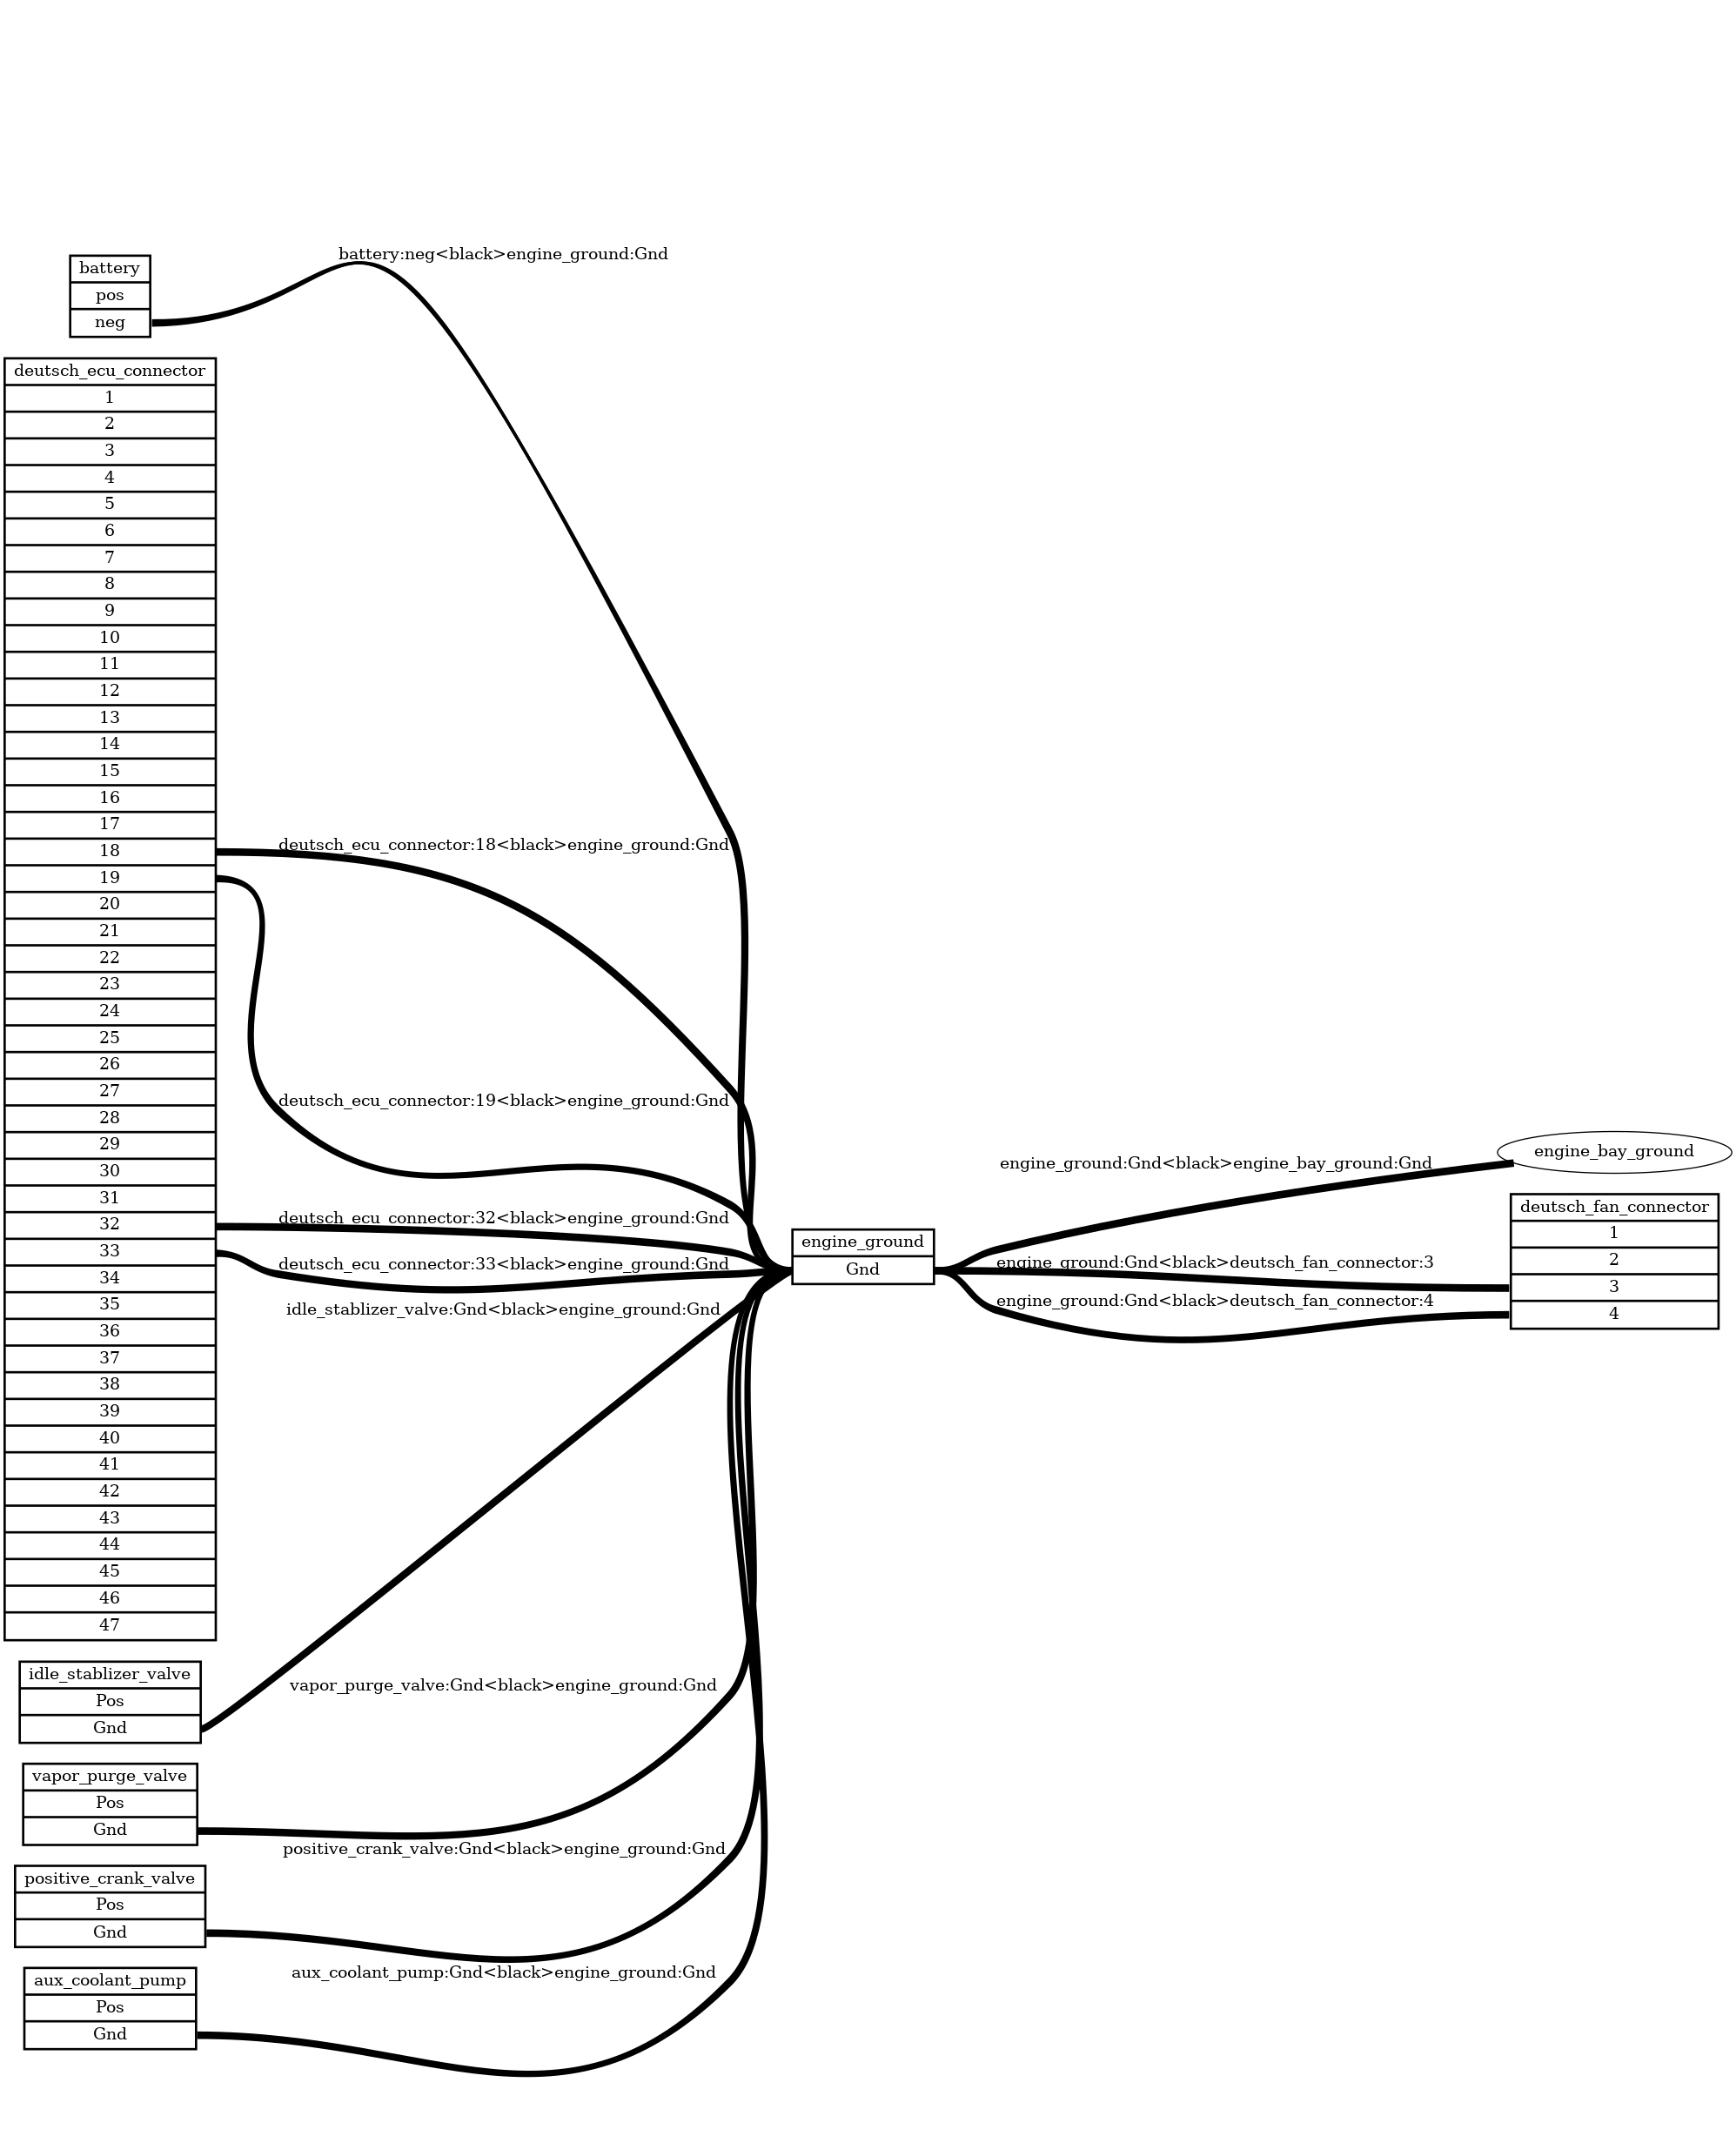 battery
pos
neg
battery:neg<black>engine_ground:Gnd
deutsch_ecu_connector
1
2
3
4
5
6
7
8
9
10
11
12
13
14
15
16
17
18
19
20
21
22
23
24
25
26
27
28
29
30
31
32
33
34
35
36
37
38
39
40
41
42
43
44
45
46
47
deutsch_ecu_connector:18<black>engine_ground:Gnd
deutsch_ecu_connector:19<black>engine_ground:Gnd
deutsch_ecu_connector:32<black>engine_ground:Gnd
deutsch_ecu_connector:33<black>engine_ground:Gnd
idle_stablizer_valve:Gnd<black>engine_ground:Gnd
idle_stablizer_valve
Pos
Gnd
vapor_purge_valve:Gnd<black>engine_ground:Gnd
vapor_purge_valve
Pos
Gnd
positive_crank_valve:Gnd<black>engine_ground:Gnd
positive_crank_valve
Pos
Gnd
aux_coolant_pump:Gnd<black>engine_ground:Gnd
aux_coolant_pump
Pos
Gnd
engine_ground
Gnd
engine_ground:Gnd<black>engine_bay_ground:Gnd
engine_ground:Gnd<black>deutsch_fan_connector:3
engine_ground:Gnd<black>deutsch_fan_connector:4
engine_bay_ground
deutsch_fan_connector
1
2
3
4